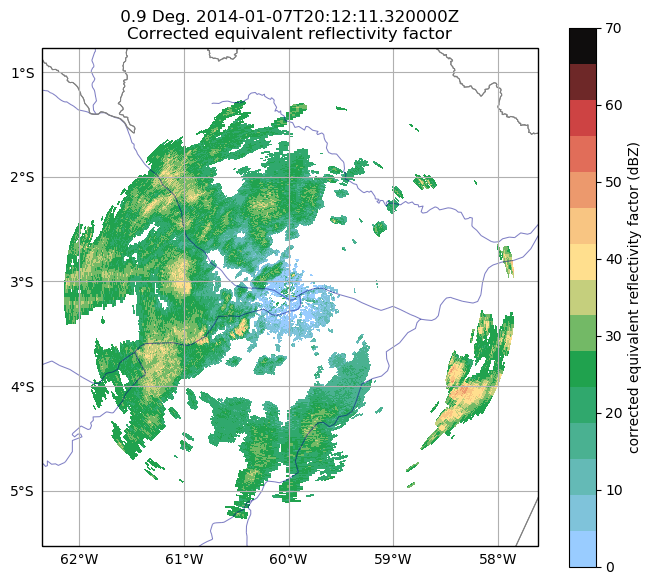 0.9 Deg. 2014-01-07T20:12:11.320000Z
Corrected equivalent reflectivity factor
1°S
2°S
3°S
4°S
5°S
62°W
61°W
60°W
59°W
58°W
70
60
50
40
30
20
10
0
corrected equivalent reflectivity factor (dBZ)